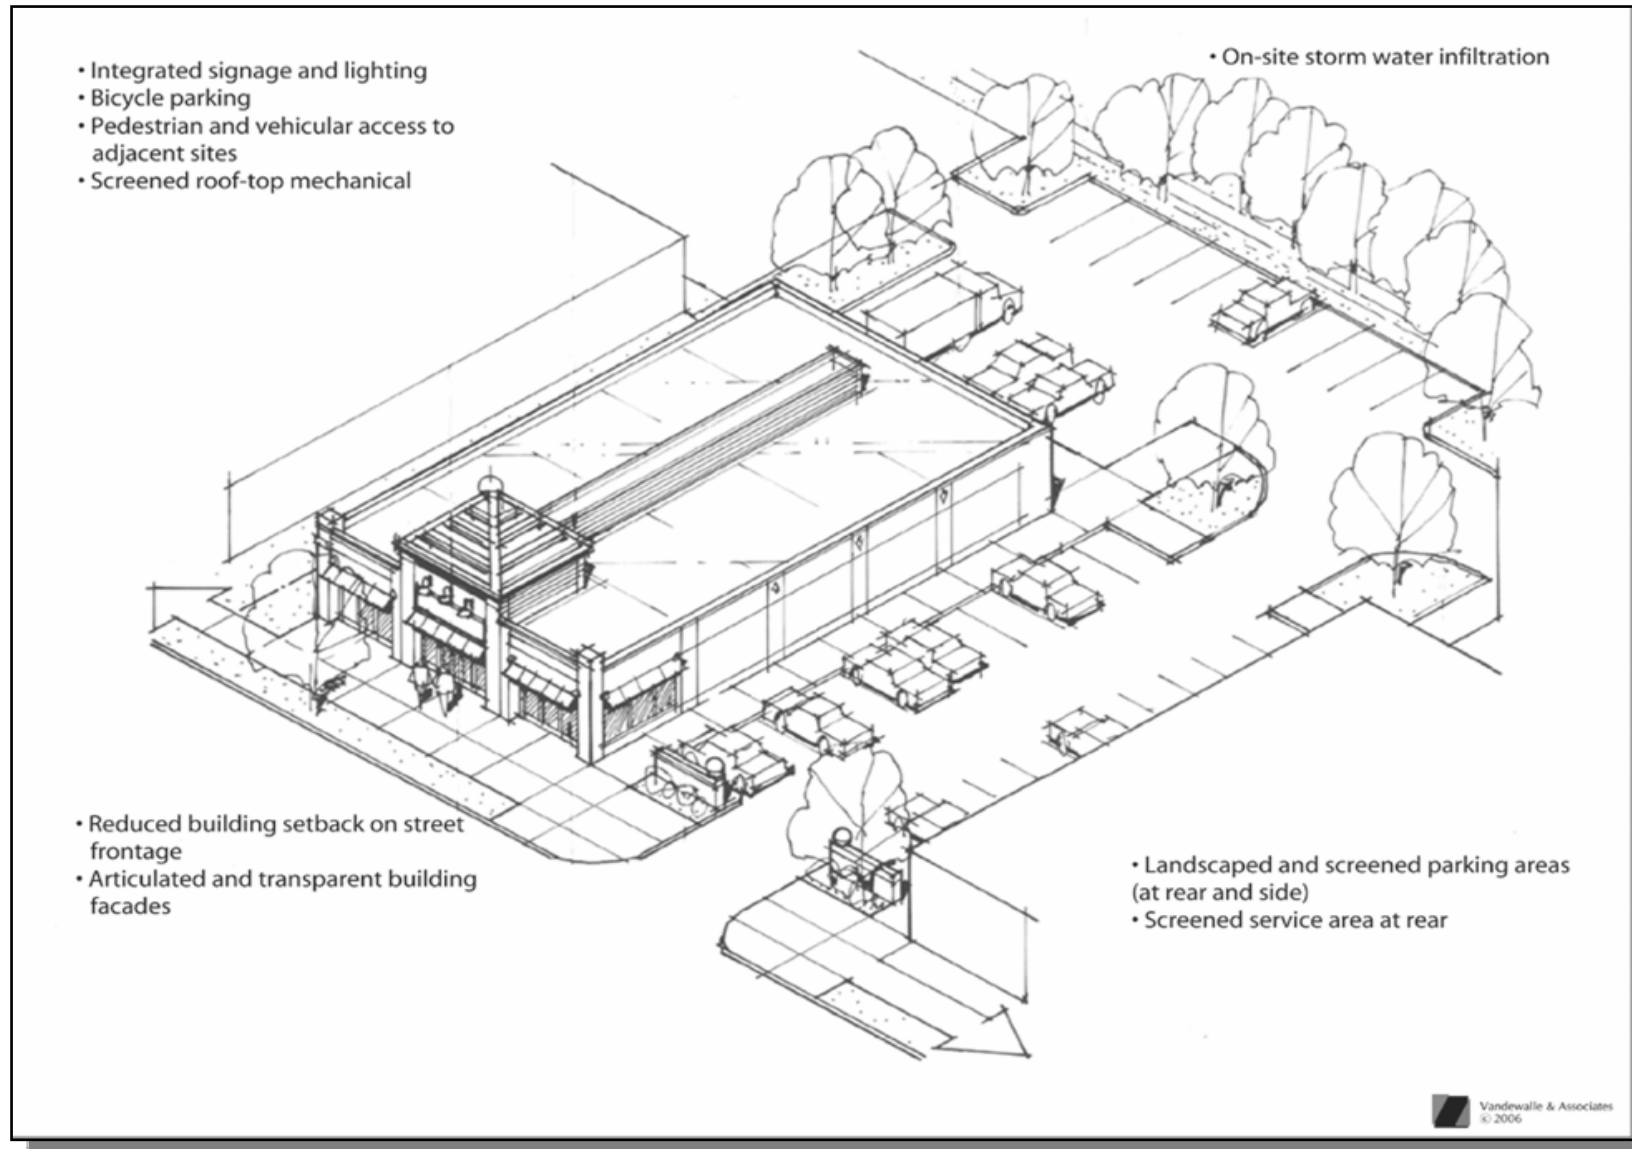 • Integrated signage and lighting
• Bicycle parking
• Pedestrian and vehicular access to
adjacent sites
• Screened roof-top mechanical
• On-site storm water infiltration
• Reduced building setback on street
frontage
• Articulated and transparent building
facades
• Landscaped and screened parking areas
(at rear and side)
• Screened service area at rear
Vandewalle & Associates
© 2006